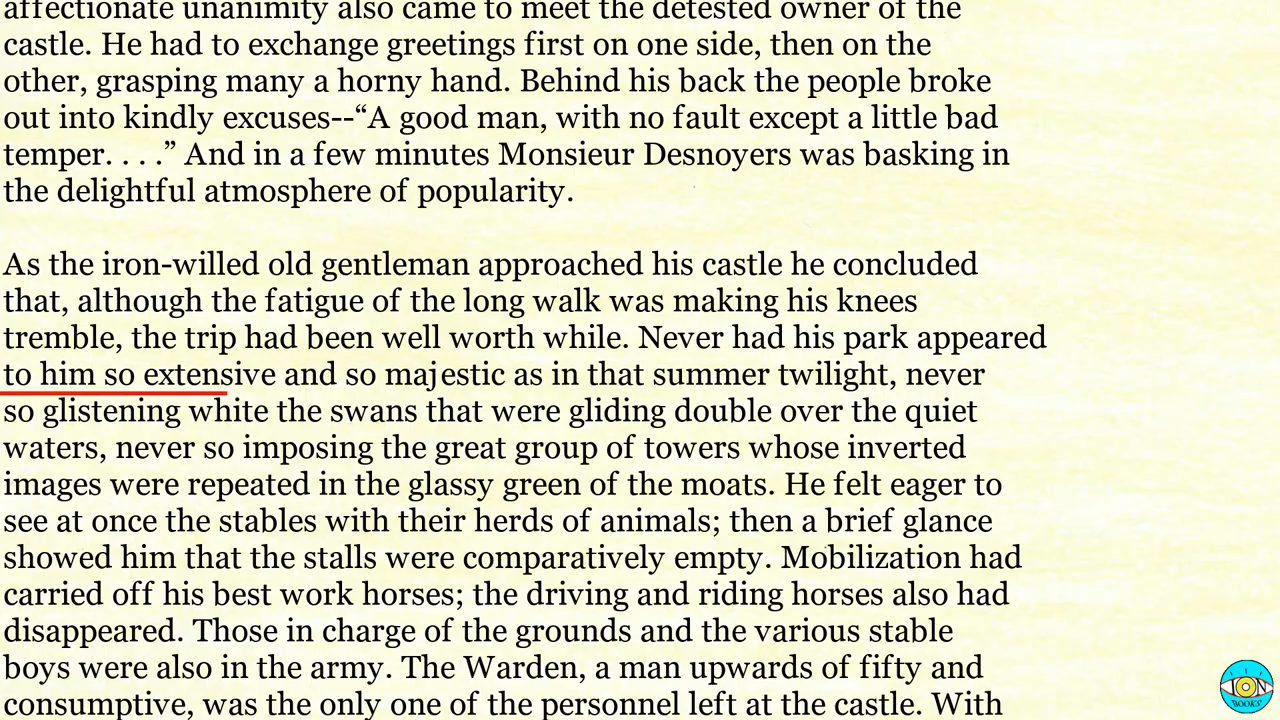 affectionate unanimity also came to meet the detested owner of the
castle. He had to exchange greetings first on one side, then on the
other, grasping many a horny hand. Behind his back the people broke
out into kindly excuses--“A good man, with no fault except a little bad
temper. . . .” And in a few minutes Monsieur Desnoyers was basking in
the delightful atmosphere of popularity.
As the iron-willed old gentleman approached his castle he concluded
that, although the fatigue of the long walk was making his knees
tremble, the trip had been well worth while. Never had his park appeared
to him so extensive and so majestic as in that summer twilight, never
so glistening white the swans that were gliding double over the quiet
waters, never so imposing the great group of towers whose inverted
images were repeated in the glassy green of the moats. He felt eager to
see at once the stables with their herds of animals; then a brief glance
showed him that the stalls were comparatively empty. Mobilization had
carried off his best work horses; the driving and riding horses also had
disappeared. Those in charge of the grounds and the various stable
boys were also in the army. The Warden, a man upwards of fifty and
consumptive, was the only one of the personnel left at the castle. With
ION
BOOKS